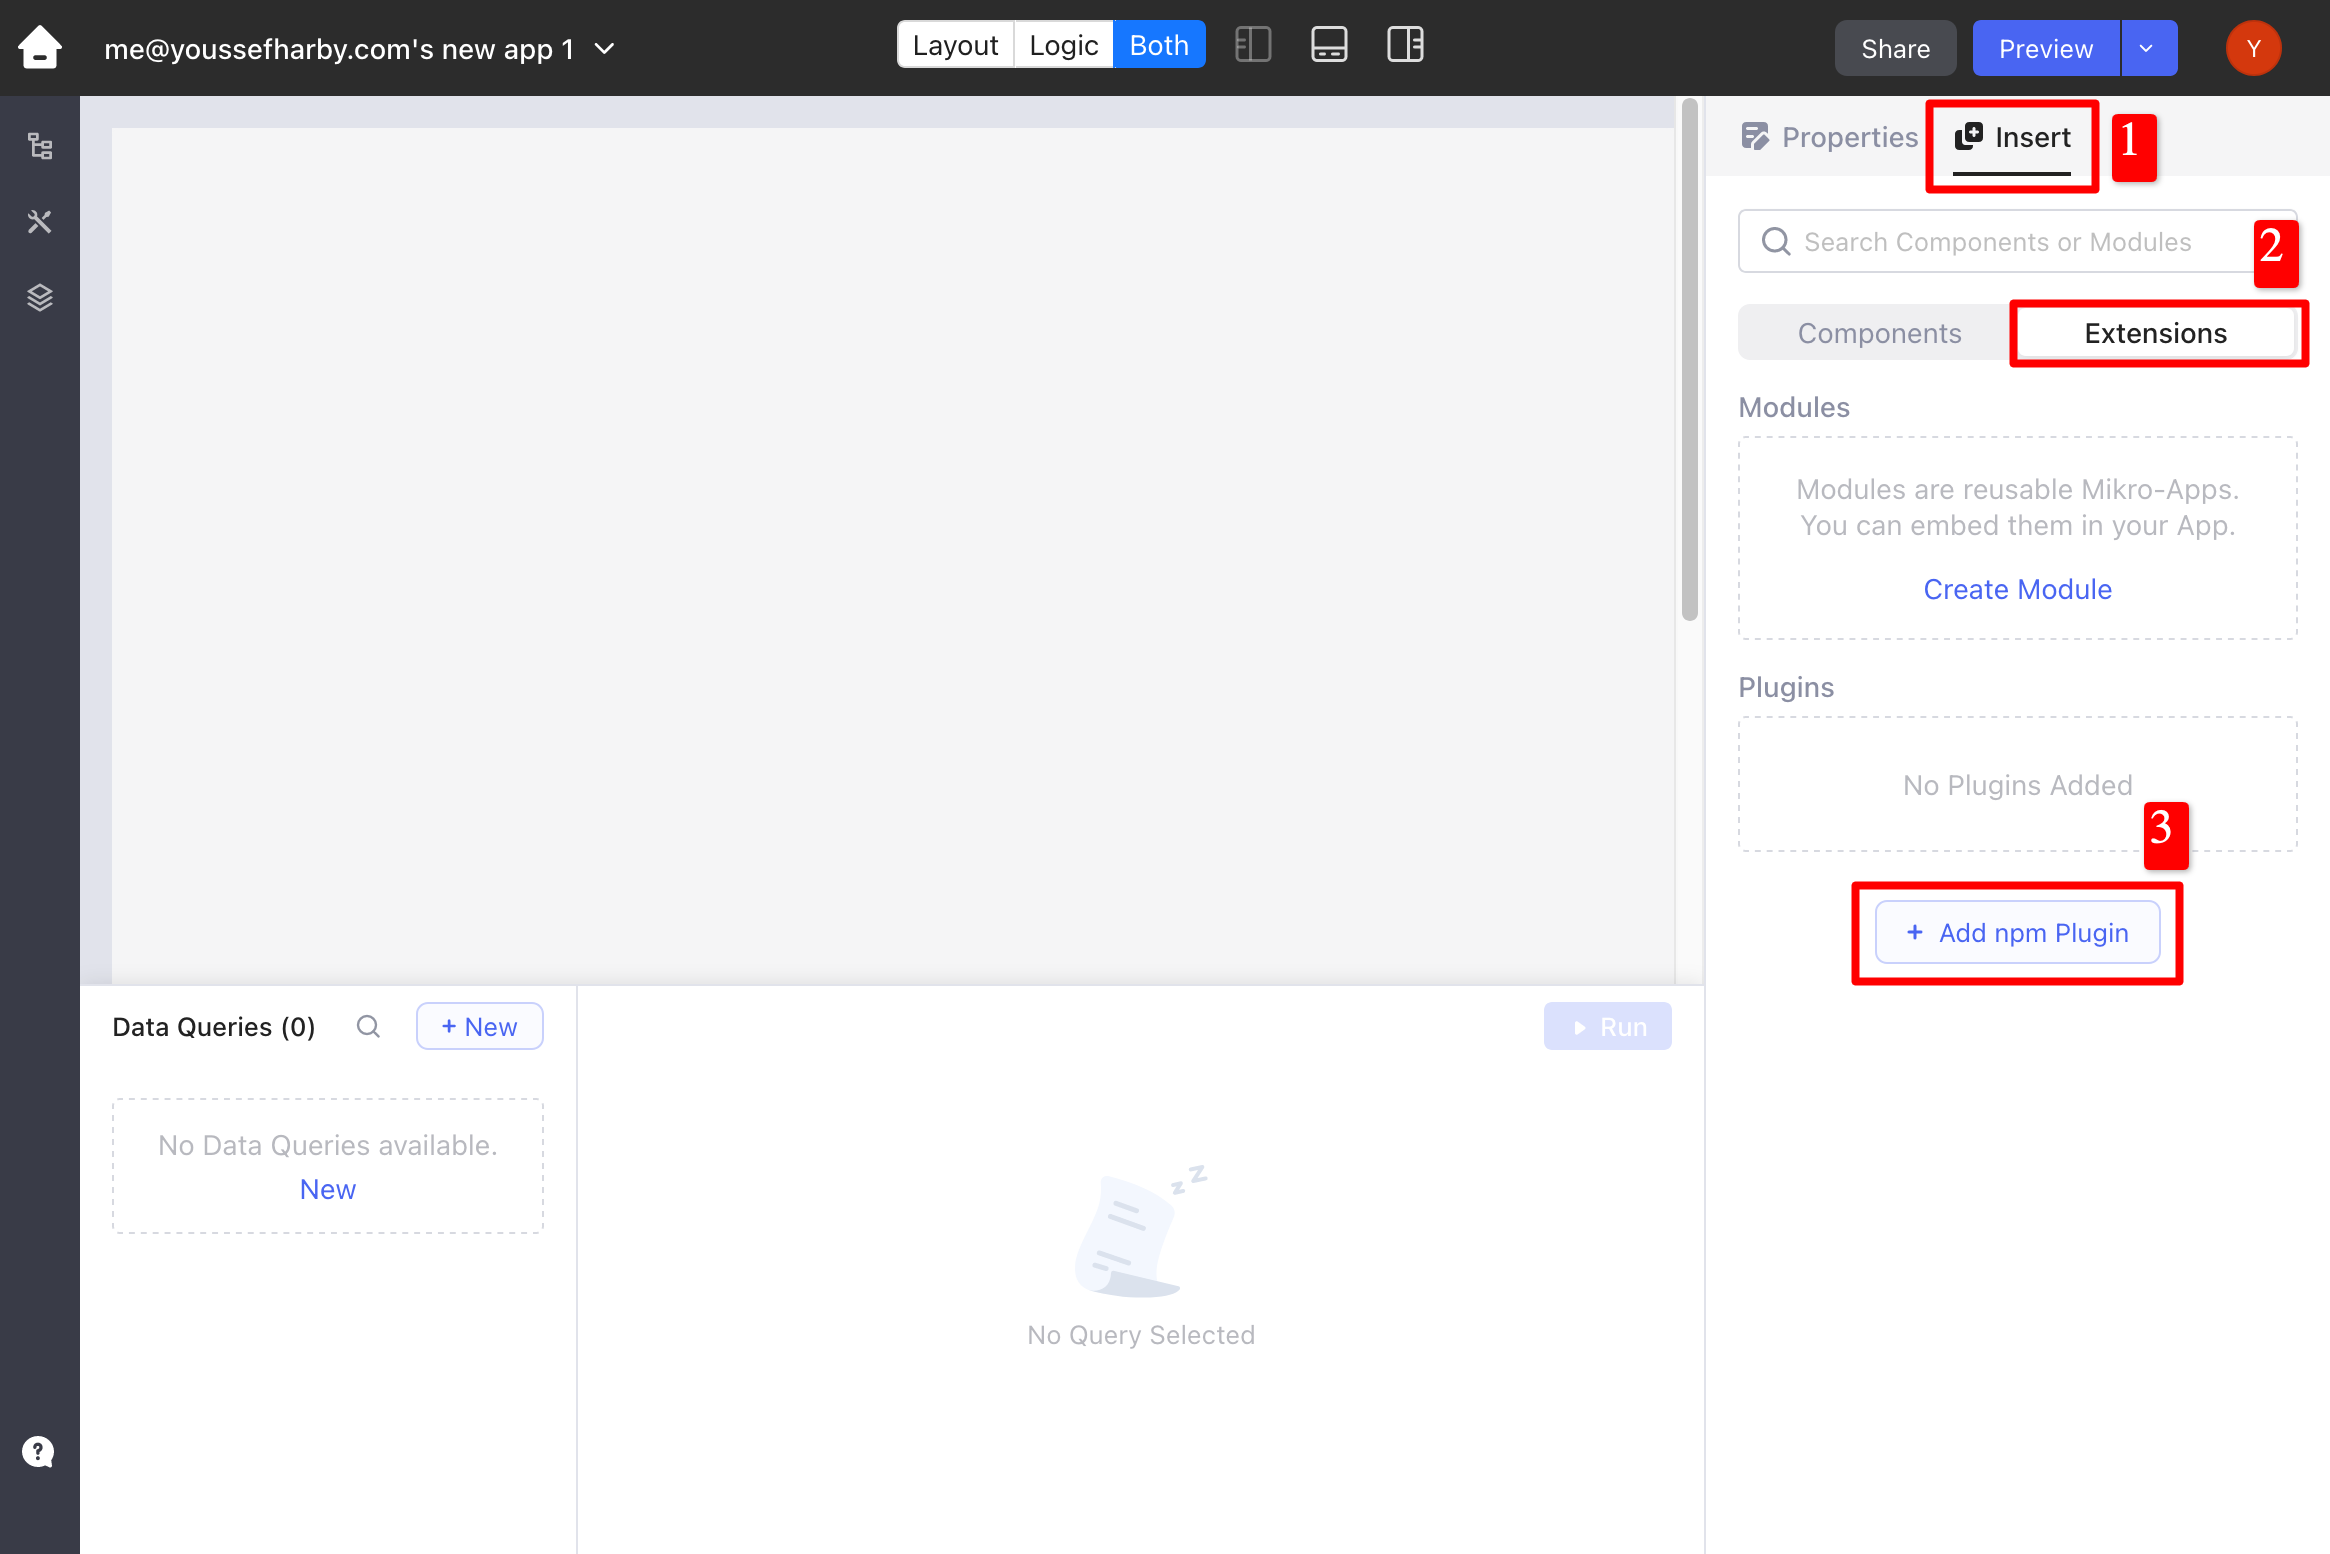 me@youssefharby.com's new app 1
Layout Logic Both
Share Preview Y
Properties Insert 1
Search Components or Modules 2
Components Extensions
Modules
Modules are reusable Mikro-Apps.
You can embed them in your App.
Create Module
Plugins
No Plugins Added
3
+ Add npm Plugin
Data Queries (0) + New
Run
No Data Queries available.
New
z z
No Query Selected
?